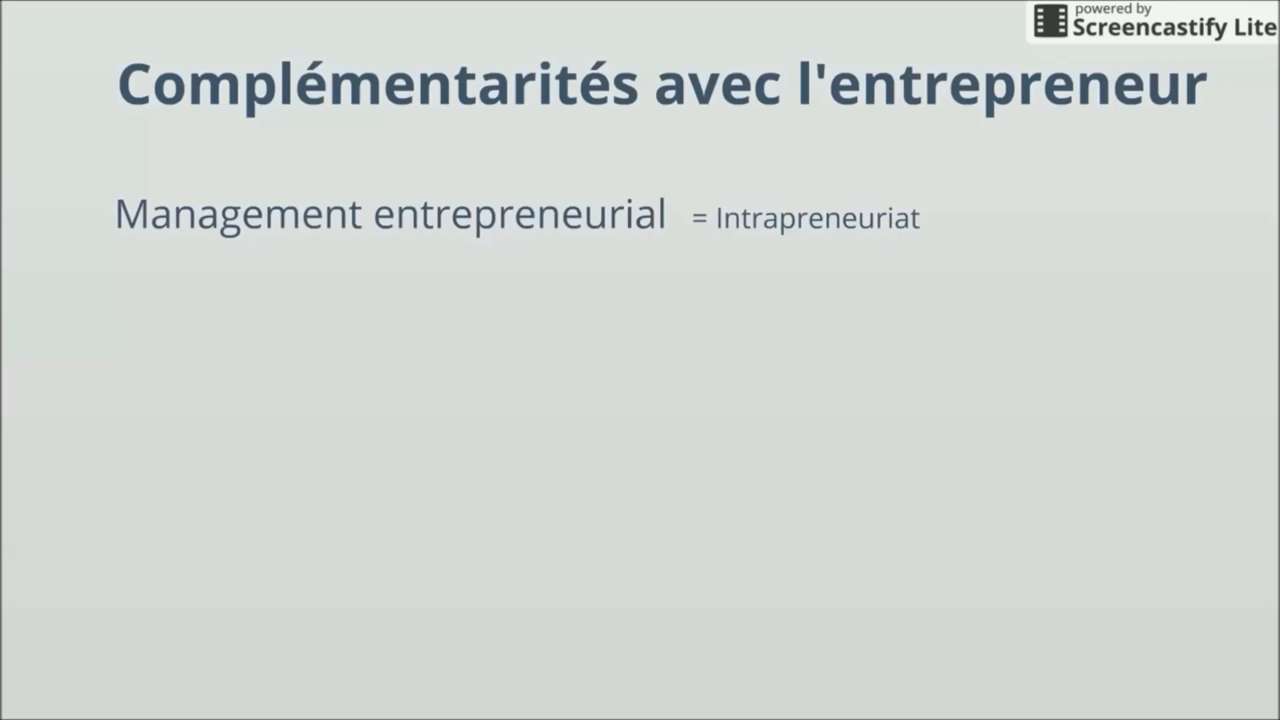 powered by
Screencastify Lite
Complémentarités avec l'entrepreneur
Management entrepreneurial = Intrapreneuriat